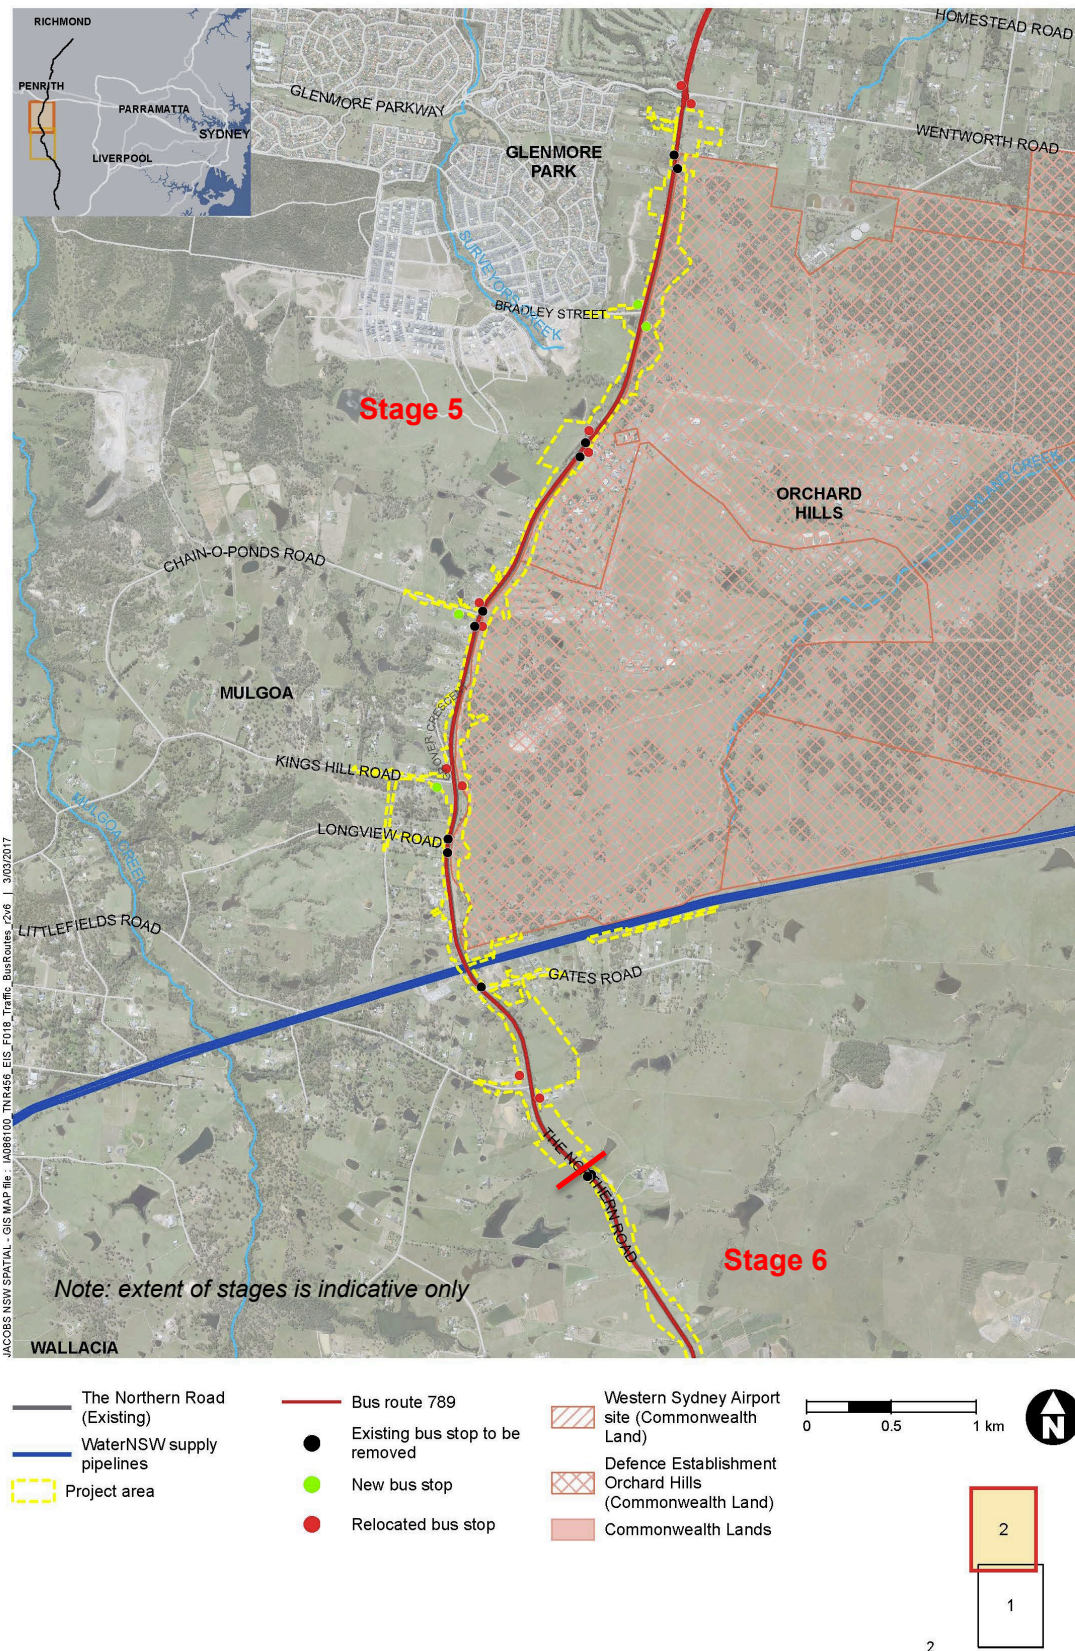 RICHMOND
PENRITH
PARRAMATTA
SYDNEY
LIVERPOOL
HOMESTEAD ROAD
GLENMORE PARKWAY
WENTWORTH ROAD
GLENMORE
PARK
SURVEYORS CREEK
BRADLEY STREET
Stage 5
ORCHARD
HILLS
CHAIN-O-PONDS ROAD
MULGOA
KINGS HILL ROAD
LONGVIEW ROAD
MULGOA CREEK
LITTLEFIELDS ROAD
GATES ROAD
THE NORTHERN ROAD
Stage 6
Note: extent of stages is indicative only
WALLACIA
JACOBS NSW SPATIAL - GIS MAP file : IA086100_TNR456_EIS_F018_Traffic_BusRoutes_r2v6 | 3/03/2017
The Northern Road
(Existing)
WaterNSW supply
pipelines
Project area
Bus route 789
Existing bus stop to be
removed
New bus stop
Relocated bus stop
Western Sydney Airport
site (Commonwealth
Land)
Defence Establishment
Orchard Hills
(Commonwealth Land)
Commonwealth Lands
0 0.5 1 km
N
2
1
2